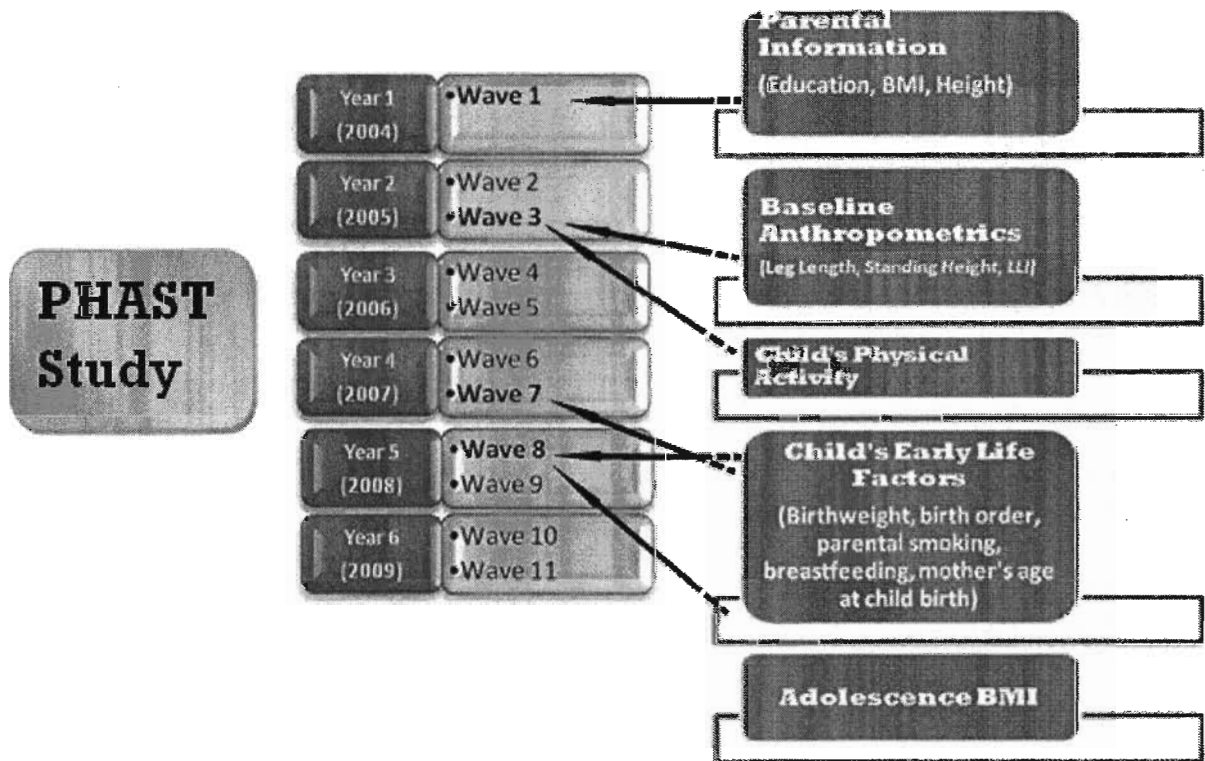 PHAST
Study
Year 1
(2004)
•Wave 1
Year 2
(2005)
•Wave 2
•Wave 3
Year 3
(2006)
•Wave 4
•Wave 5
Year 4
(2007)
•Wave 6
•Wave 7
Year 5
(2008)
•Wave 8
•Wave 9
Year 6
(2009)
•Wave 10
•Wave 11
Parental
Information
(Education, BMI, Height)
Baseline
Anthropometrics
(Leg Length, Standing Height, LLI)
Child's Physical
Activity
Child's Early Life
Factors
(Birthweight, birth order,
parental smoking,
breastfeeding, mother's age
at child birth)
Adolescence BMI